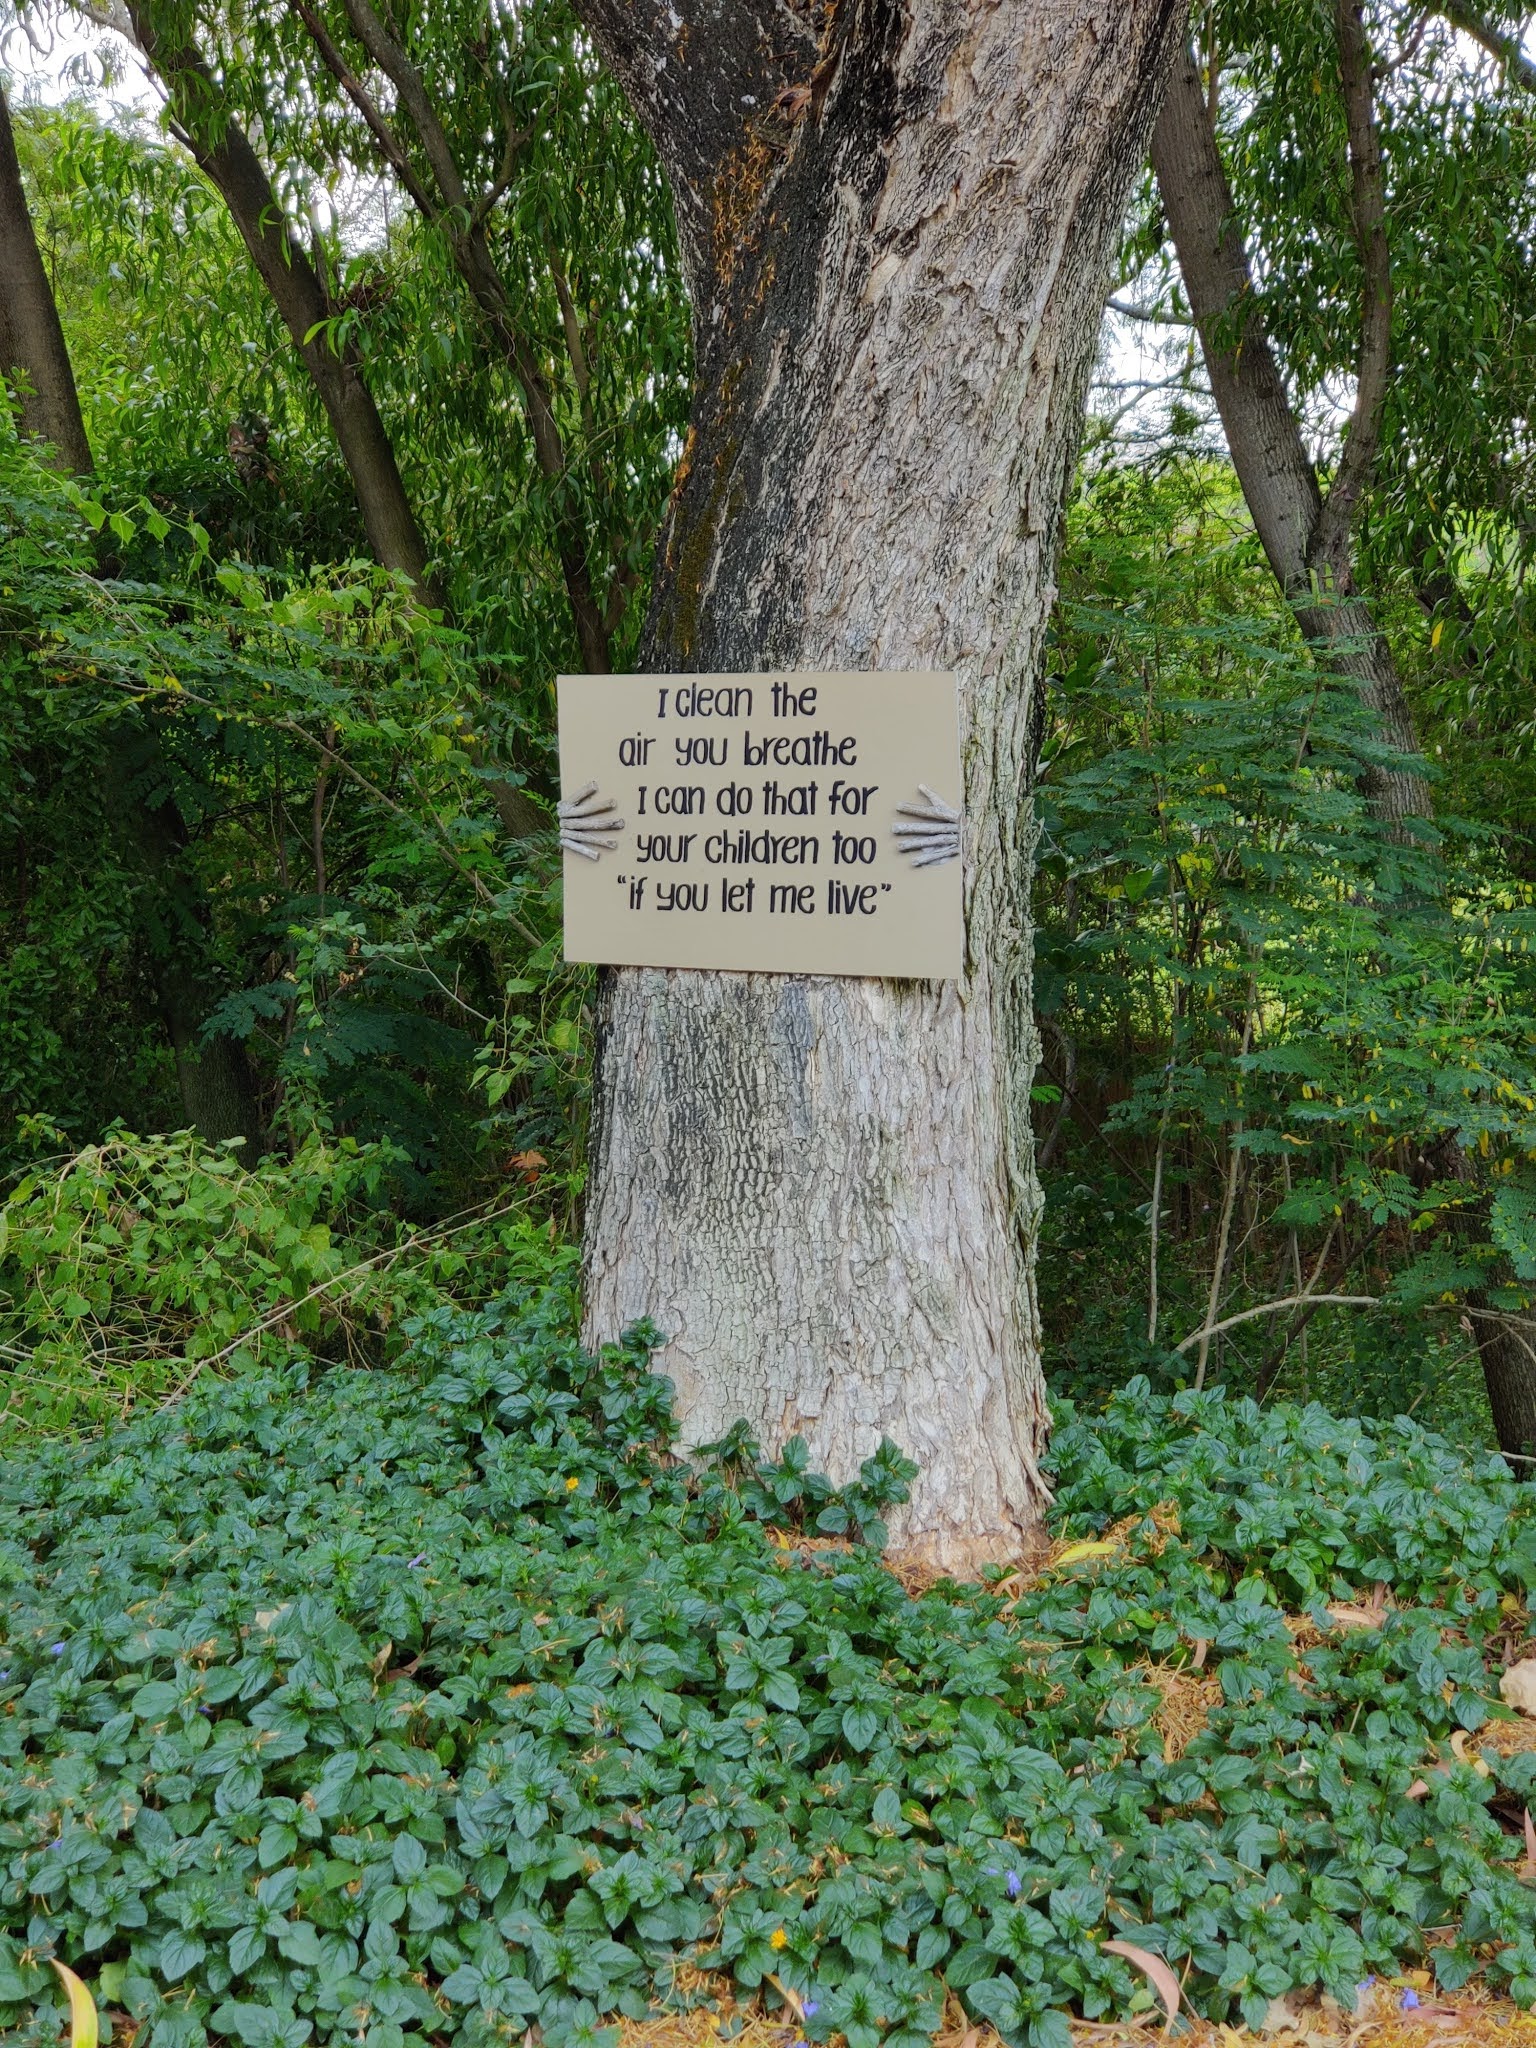 I clean the
air you breathe
I can do that for
your children too
"if you let me live"